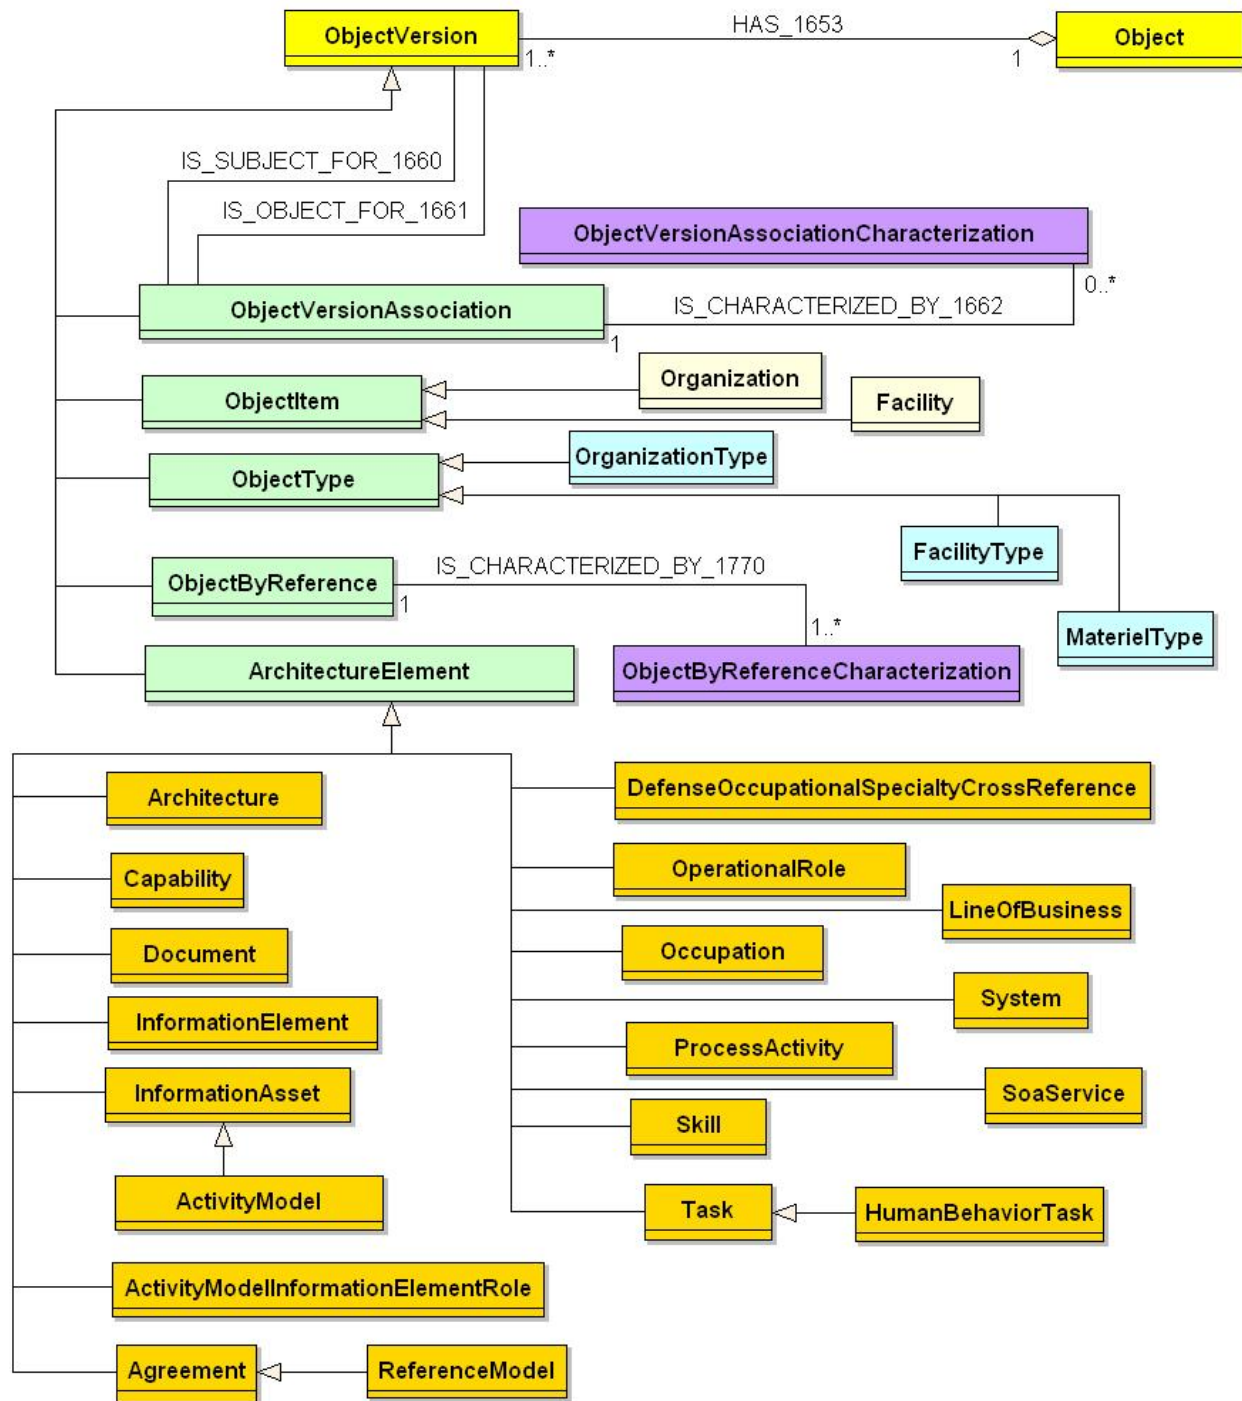 ObjectVersion
HAS_1653
Object
1..*
1
IS_SUBJECT_FOR_1660
IS_OBJECT_FOR_1661
ObjectVersionAssociationCharacterization
0..*
ObjectVersionAssociation
IS_CHARACTERIZED_BY_1662
1
Organization
ObjectItem
Facility
OrganizationType
ObjectType
FacilityType
IS_CHARACTERIZED_BY_1770
ObjectByReference
1
1..*
MaterielType
ArchitectureElement
ObjectByReferenceCharacterization
Architecture
DefenseOccupationalSpecialtyCrossReference
Capability
OperationalRole
LineOfBusiness
Document
Occupation
InformationElement
System
ProcessActivity
InformationAsset
SoaService
Skill
ActivityModel
Task
HumanBehaviorTask
ActivityModelInformationElementRole
Agreement
ReferenceModel